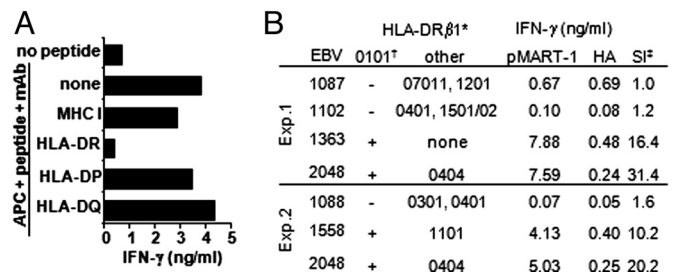 A
no peptide
none
MHC I
HLA-DR
HLA-DP
HLA-DQ
APC + peptide + mAb
0 1 2 3 4 5
IFN-γ (ng/ml)
B
HLA-DRβ1* IFN-γ (ng/ml)
EBV 0101† other pMART-1 HA SI‡
Exp.1
1087 - 07011, 1201 0.67 0.69 1.0
1102 - 0401, 1501/02 0.10 0.08 1.2
1363 + none 7.88 0.48 16.4
2048 + 0404 7.59 0.24 31.4
Exp.2
1088 - 0301, 0401 0.07 0.05 1.6
1558 + 1101 4.13 0.40 10.2
2048 + 0404 5.03 0.25 20.2